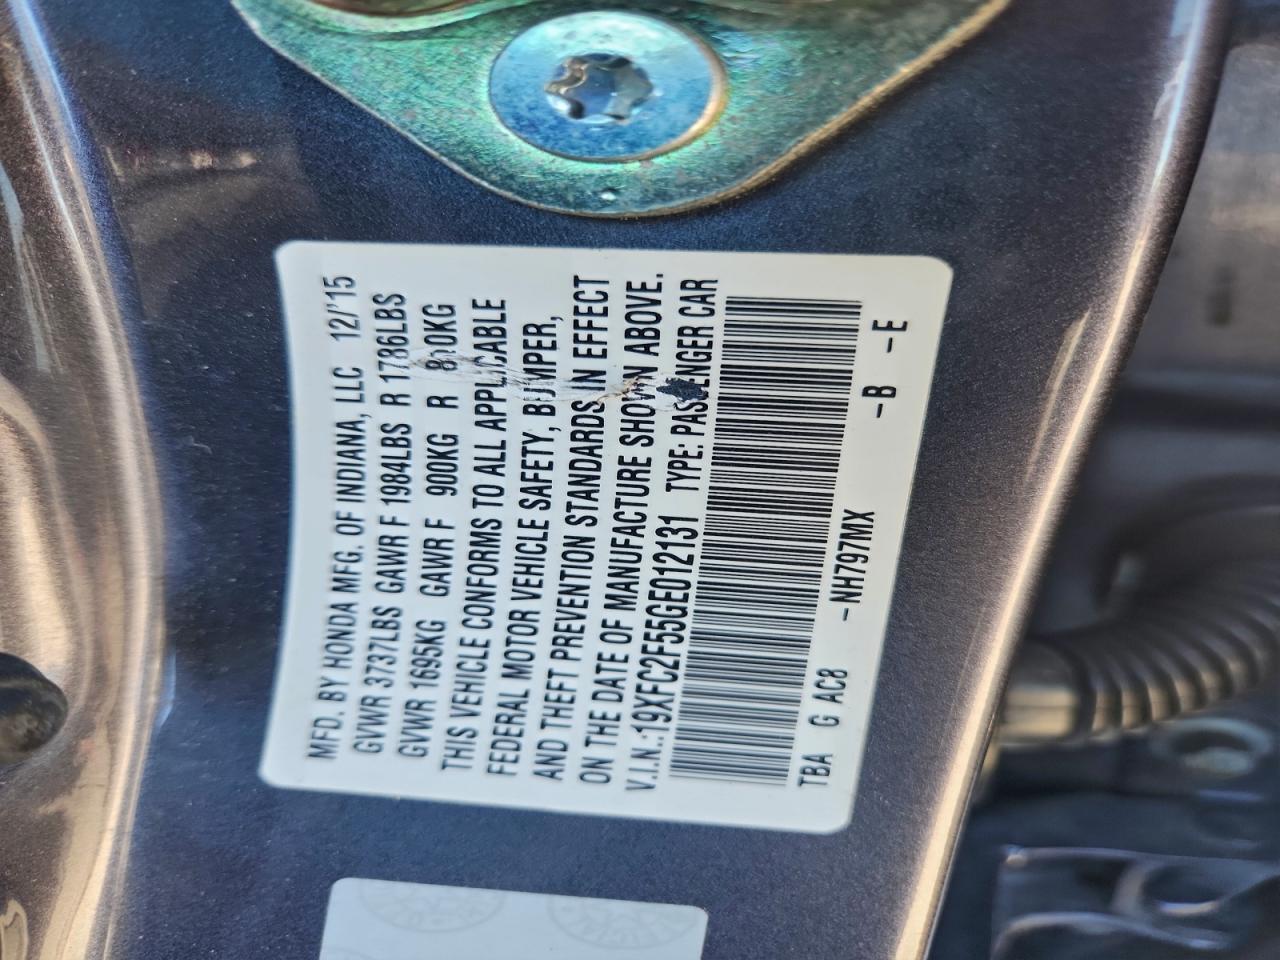 MFD. BY HONDA MFG. OF INDIANA, LLC 12/'15
GVWR 3737LBS GAWR F 1984LBS R 1786LBS
GVWR 1695KG GAWR F 900KG R 810KG
THIS VEHICLE CONFORMS TO ALL APPLICABLE
FEDERAL MOTOR VEHICLE SAFETY, BUMPER,
AND THEFT PREVENTION STANDARDS IN EFFECT
ON THE DATE OF MANUFACTURE SHOWN ABOVE.
V.I.N.:19XFC2F55GE012131 TYPE: PASSENGER CAR
TBA G AC8 -NH797MX -B -E